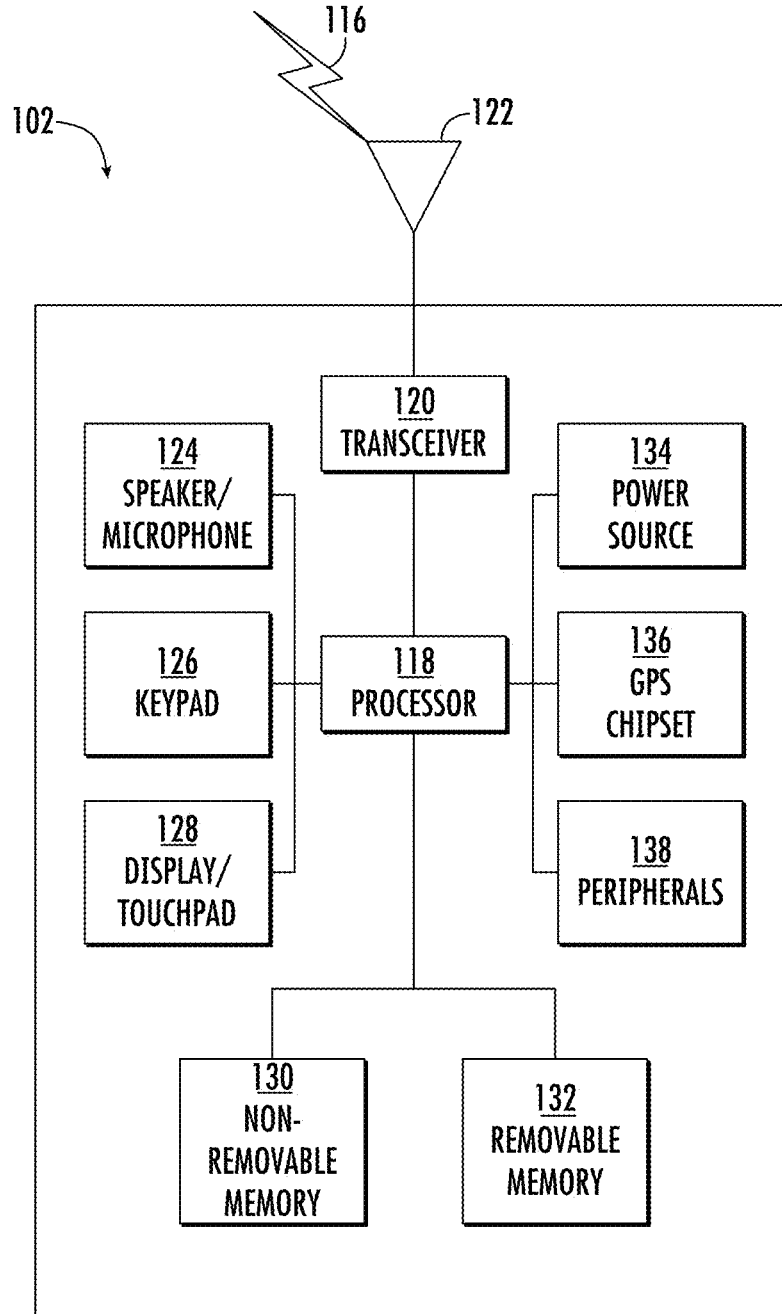 116
102
122
120
TRANSCEIVER
124
SPEAKER/
MICROPHONE
134
POWER
SOURCE
126
KEYPAD
118
PROCESSOR
136
GPS
CHIPSET
128
DISPLAY/
TOUCHPAD
138
PERIPHERALS
130
NON-
REMOVABLE
MEMORY
132
REMOVABLE
MEMORY